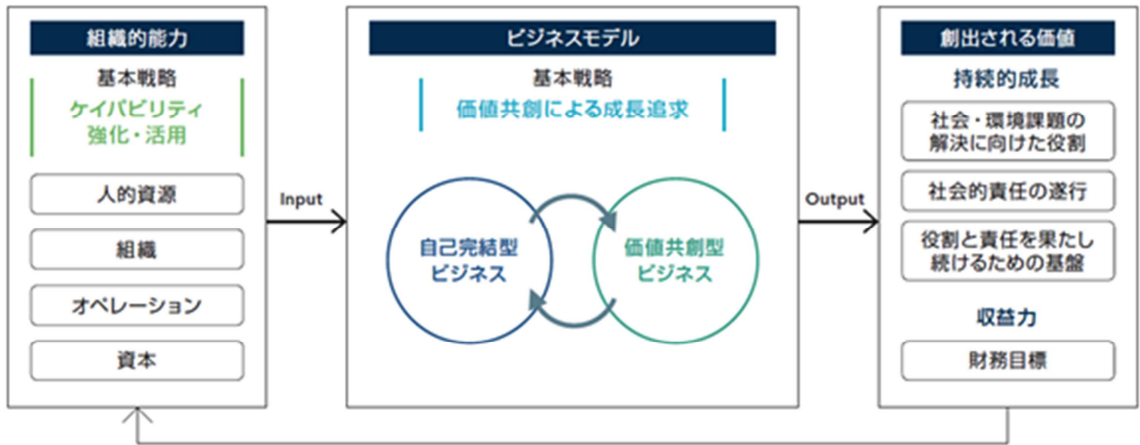 組織的能力
基本戦略
ケイパビリティ
強化・活用
人的資源
組織
オペレーション
資本
Input
ビジネスモデル
基本戦略
価値共創による成長追求
自己完結型
ビジネス
価値共創型
ビジネス
Output
創出される価値
持続的成長
社会・環境課題の
解決に向けた役割
社会的責任の遂行
役割と責任を果たし
続けるための基盤
収益力
財務目標